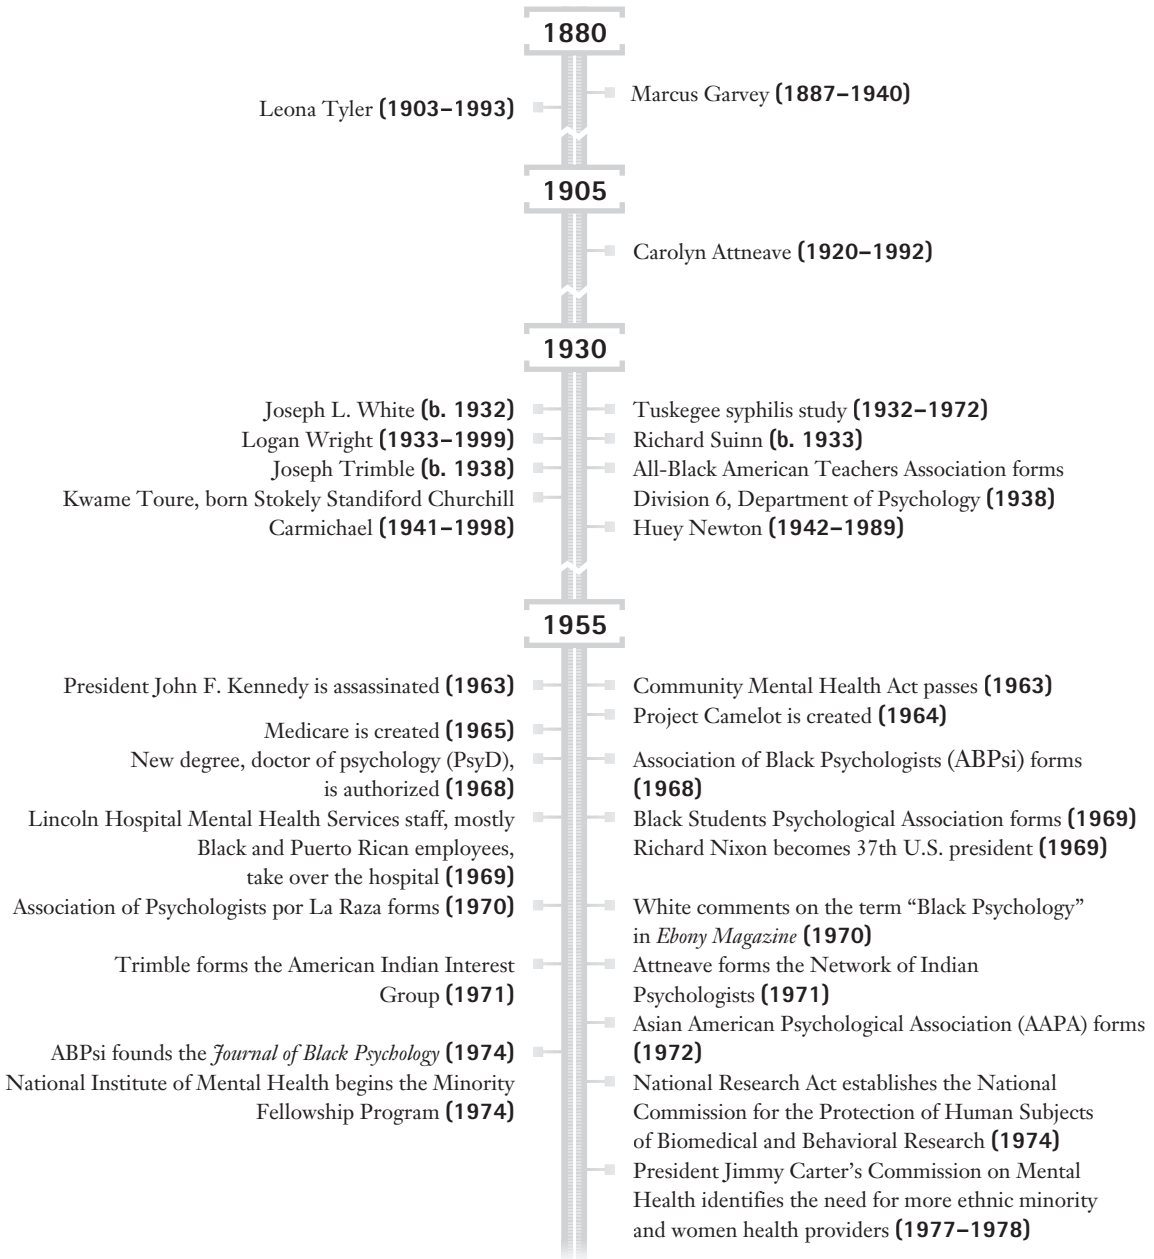 1880
Marcus Garvey (1887–1940)
Leona Tyler (1903–1993)
1905
Carolyn Attneave (1920–1992)
1930
Joseph L. White (b. 1932)
Logan Wright (1933–1999)
Joseph Trimble (b. 1938)
Kwame Toure, born Stokely Standiford Churchill
Carmichael (1941–1998)
Tuskegee syphilis study (1932–1972)
Richard Suinn (b. 1933)
All-Black American Teachers Association forms
Division 6, Department of Psychology (1938)
Huey Newton (1942–1989)
1955
President John F. Kennedy is assassinated (1963)
Medicare is created (1965)
New degree, doctor of psychology (PsyD),
is authorized (1968)
Lincoln Hospital Mental Health Services staff, mostly
Black and Puerto Rican employees,
take over the hospital (1969)
Association of Psychologists por La Raza forms (1970)
Trimble forms the American Indian Interest
Group (1971)
ABPsi founds the Journal of Black Psychology (1974)
National Institute of Mental Health begins the Minority
Fellowship Program (1974)
Community Mental Health Act passes (1963)
Project Camelot is created (1964)
Association of Black Psychologists (ABPsi) forms
(1968)
Black Students Psychological Association forms (1969)
Richard Nixon becomes 37th U.S. president (1969)
White comments on the term “Black Psychology”
in Ebony Magazine (1970)
Attneave forms the Network of Indian
Psychologists (1971)
Asian American Psychological Association (AAPA) forms
(1972)
National Research Act establishes the National
Commission for the Protection of Human Subjects
of Biomedical and Behavioral Research (1974)
President Jimmy Carter’s Commission on Mental
Health identifies the need for more ethnic minority
and women health providers (1977–1978)